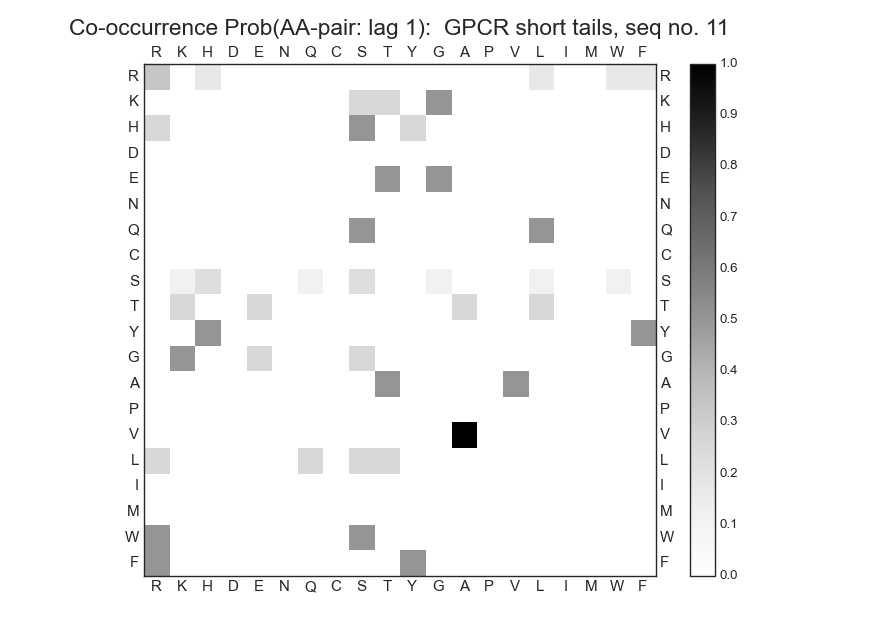 Co-occurrence Prob(AA-pair: lag 1):  GPCR short tails, seq no. 11
R K H D E N Q C S T Y G A P V L I M W F
R R 1.0
K K 0.9
H H
D D 0.8
E E
N N 0.7
Q Q
C C 0.6
S S
T T 0.5
Y Y
G G 0.4
A A
P P 0.3
V V
L L 0.2
I I
M M 0.1
W W
F F 0.0
R K H D E N Q C S T Y G A P V L I M W F